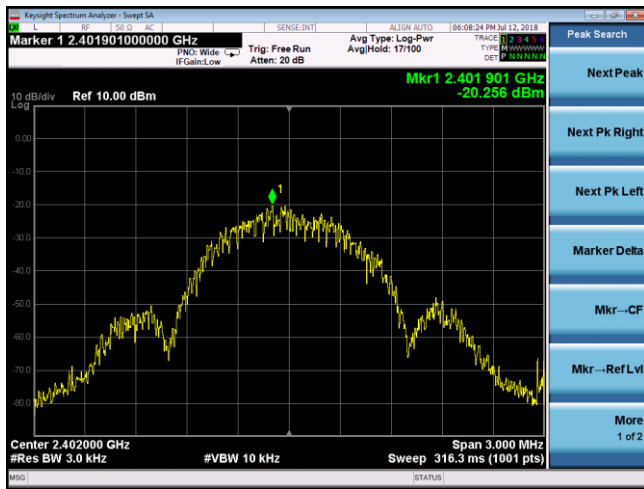 Keysight Spectrum Analyzer - Swept SA
L RF 50 Ω AC SENSE:INT ALIGN AUTO 06:08:24 PM Jul 12, 2018
Marker 1 2.401901000000 GHz
PNO: Wide
IFGain:Low
Trig: Free Run
Atten: 20 dB
Avg Type: Log-Pwr
Avg|Hold: 17/100
TRACE 1 2 3 4 5 6
TYPE M W W W W W
DET P N N N N N
Mkr1 2.401 901 GHz
-20.256 dBm
10 dB/div Ref 10.00 dBm
Log
0.00
-10.0
-20.0
-30.0
-40.0
-50.0
-60.0
-70.0
-80.0
1
Center 2.402000 GHz Span 3.000 MHz
#Res BW 3.0 kHz #VBW 10 kHz Sweep 316.3 ms (1001 pts)
MSG STATUS
Peak Search
Next Peak
Next Pk Right
Next Pk Left
Marker Delta
Mkr→CF
Mkr→Ref Lvl
More
1 of 2